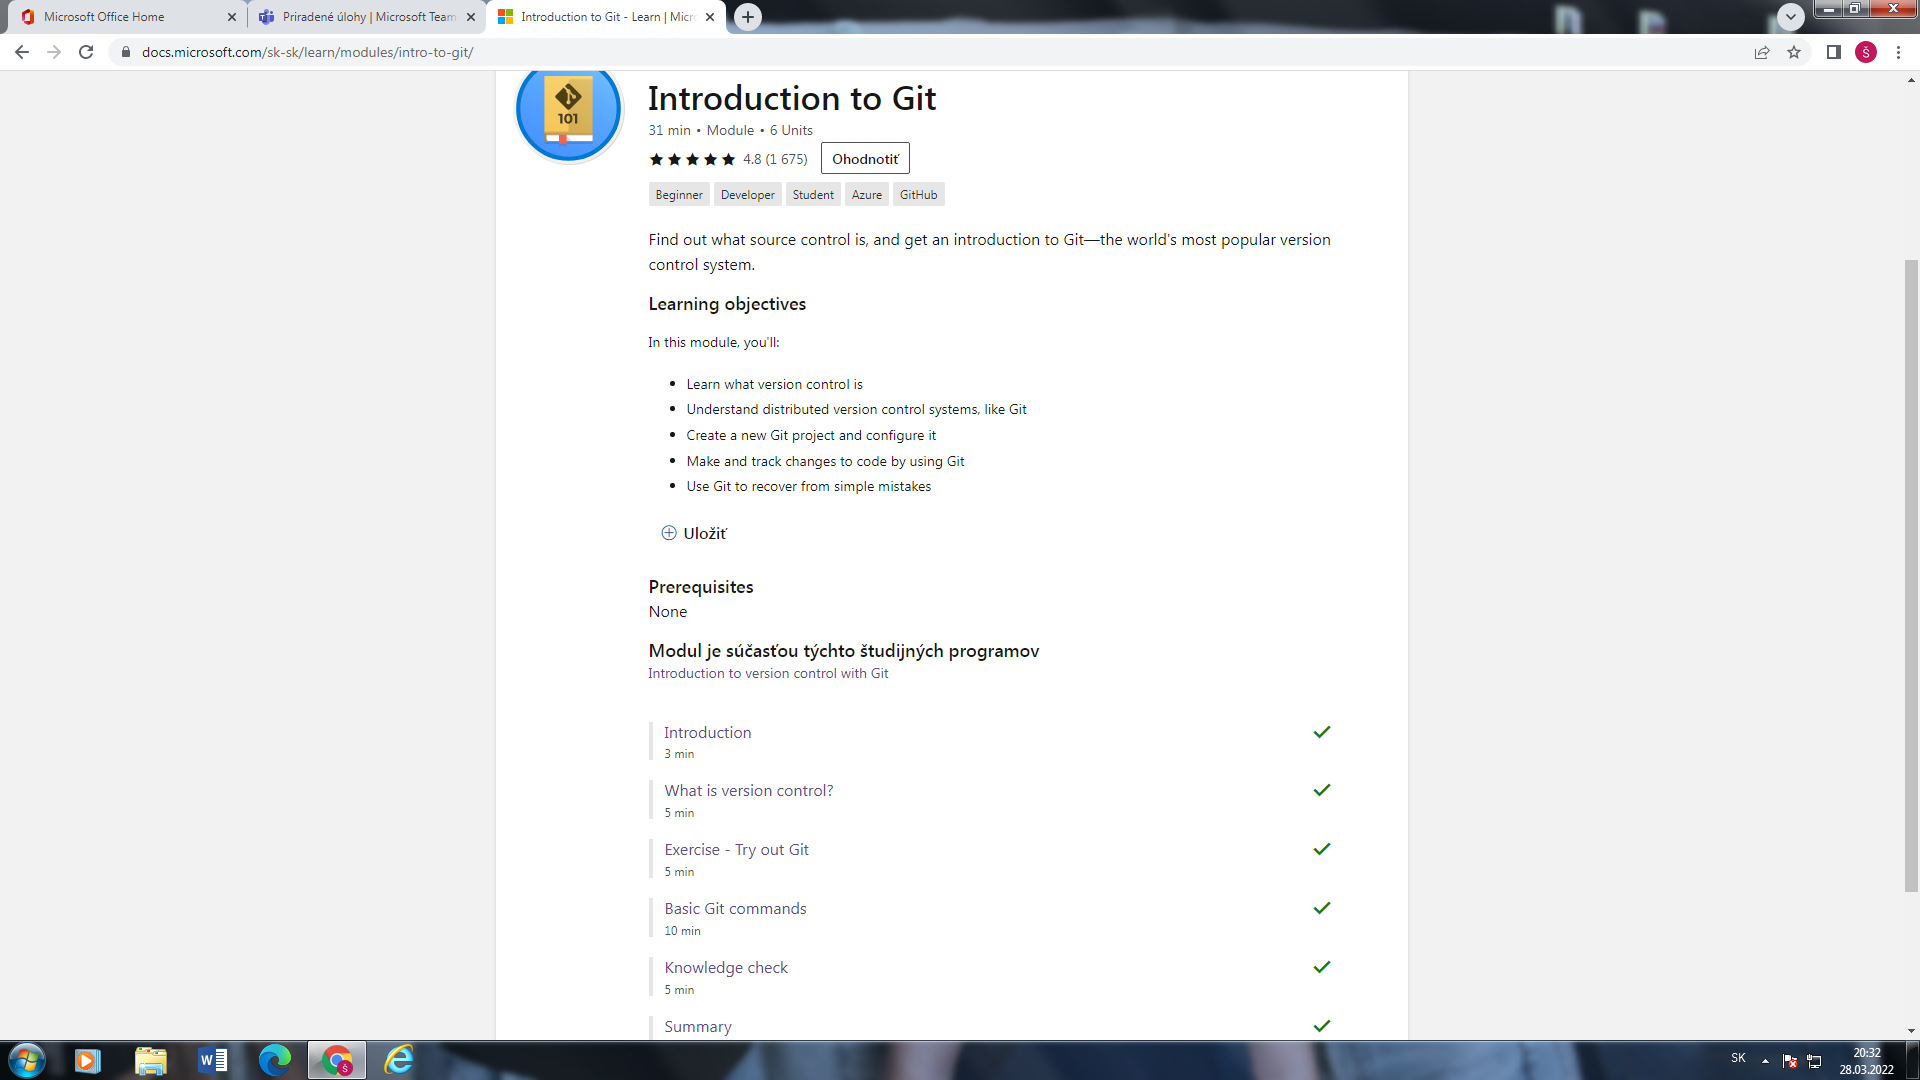 Microsoft Office Home
Priradené úlohy | Microsoft Team
Introduction to Git - Learn | Micr
docs.microsoft.com/sk-sk/learn/modules/intro-to-git/
Š
101
Introduction to Git
31 min • Module • 6 Units
4.8 (1 675) Ohodnotiť
Beginner Developer Student Azure GitHub
Find out what source control is, and get an introduction to Git—the world's most popular version
control system.
Learning objectives
In this module, you'll:
• Learn what version control is
• Understand distributed version control systems, like Git
• Create a new Git project and configure it
• Make and track changes to code by using Git
• Use Git to recover from simple mistakes
Uložiť
Prerequisites
None
Modul je súčasťou týchto študijných programov
Introduction to version control with Git
Introduction
3 min
What is version control?
5 min
Exercise - Try out Git
5 min
Basic Git commands
10 min
Knowledge check
5 min
Summary
SK
20:32
28.03.2022